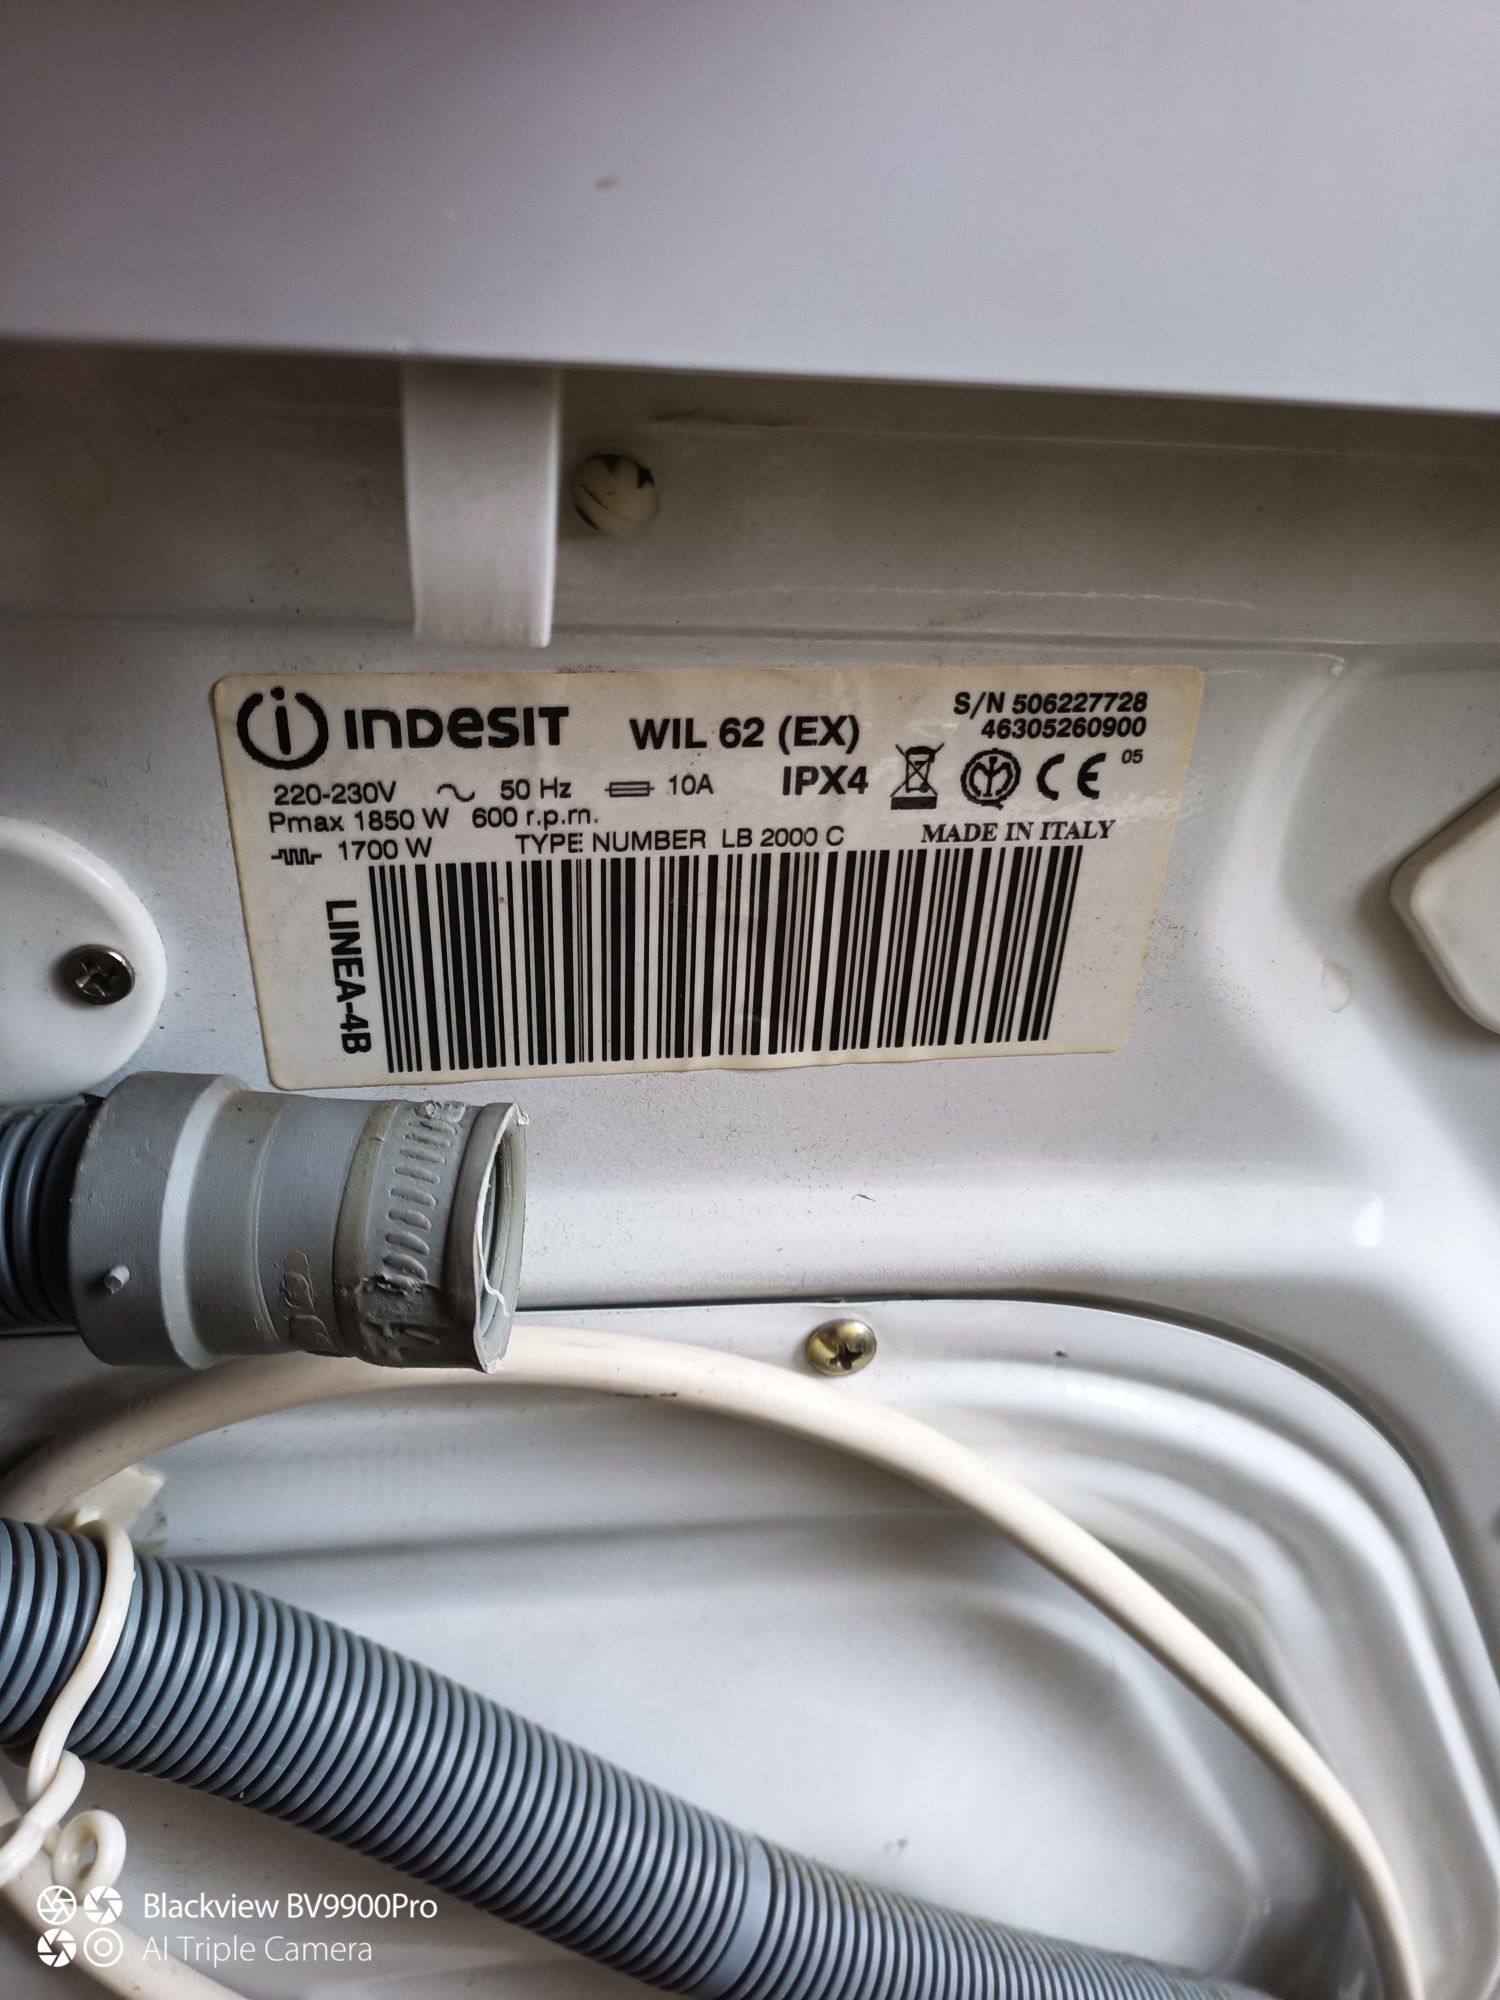 INDESIT WIL 62 (EX) S/N 506227728
46305260900
220-230V 50 Hz 10A IPX4 CE 05
Pmax 1850 W 600 r.p.m.
1700 W TYPE NUMBER LB 2000 C MADE IN ITALY
LINEA-4B
Blackview BV9900Pro
AI Triple Camera